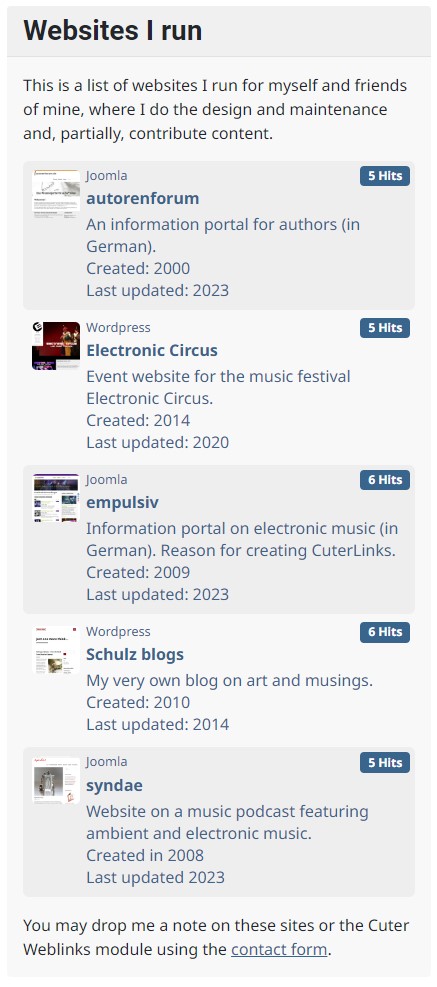 Websites I run
This is a list of websites I run for myself and friends
of mine, where I do the design and maintenance
and, partially, contribute content.
Joomla
5 Hits
autorenforum
An information portal for authors (in
German).
Created: 2000
Last updated: 2023
Wordpress
5 Hits
Electronic Circus
Event website for the music festival
Electronic Circus.
Created: 2014
Last updated: 2020
Joomla
6 Hits
empulsiv
Information portal on electronic music (in
German). Reason for creating CuterLinks.
Created: 2009
Last updated: 2023
Wordpress
6 Hits
Schulz blogs
My very own blog on art and musings.
Created: 2010
Last updated: 2014
Joomla
5 Hits
syndae
Website on a music podcast featuring
ambient and electronic music.
Created in 2008
Last updated 2023
You may drop me a note on these sites or the Cuter
Weblinks module using the contact form.